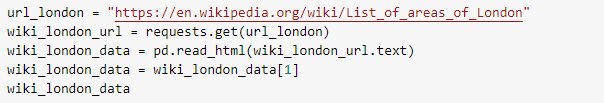 url_london = "https://en.wikipedia.org/wiki/List_of_areas_of_London"
wiki_london_url = requests.get(url_london)
wiki_london_data = pd.read_html(wiki_london_url.text)
wiki_london_data = wiki_london_data[1]
wiki_london_data